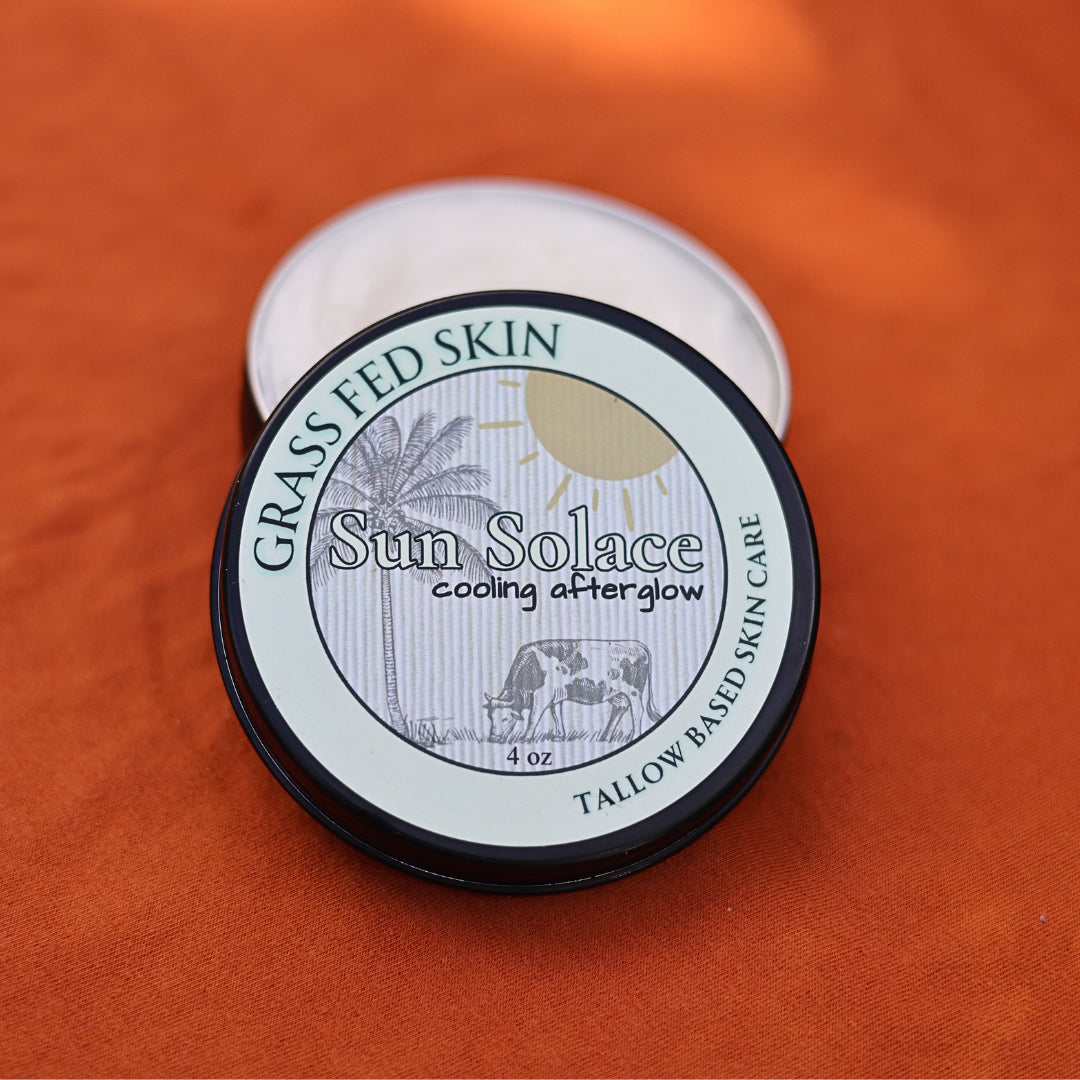 GRASS FED SKIN
Sun Solace
cooling afterglow
4 oz
TALLOW BASED SKIN CARE